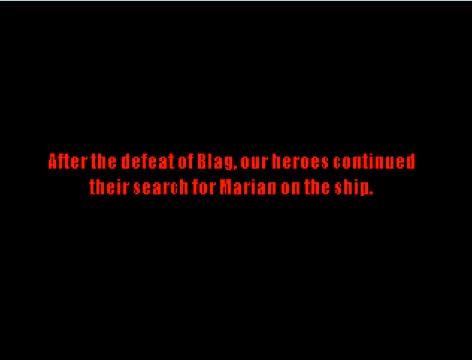 After the defeat of Blag, our heroes continued
their search for Marian on the ship.